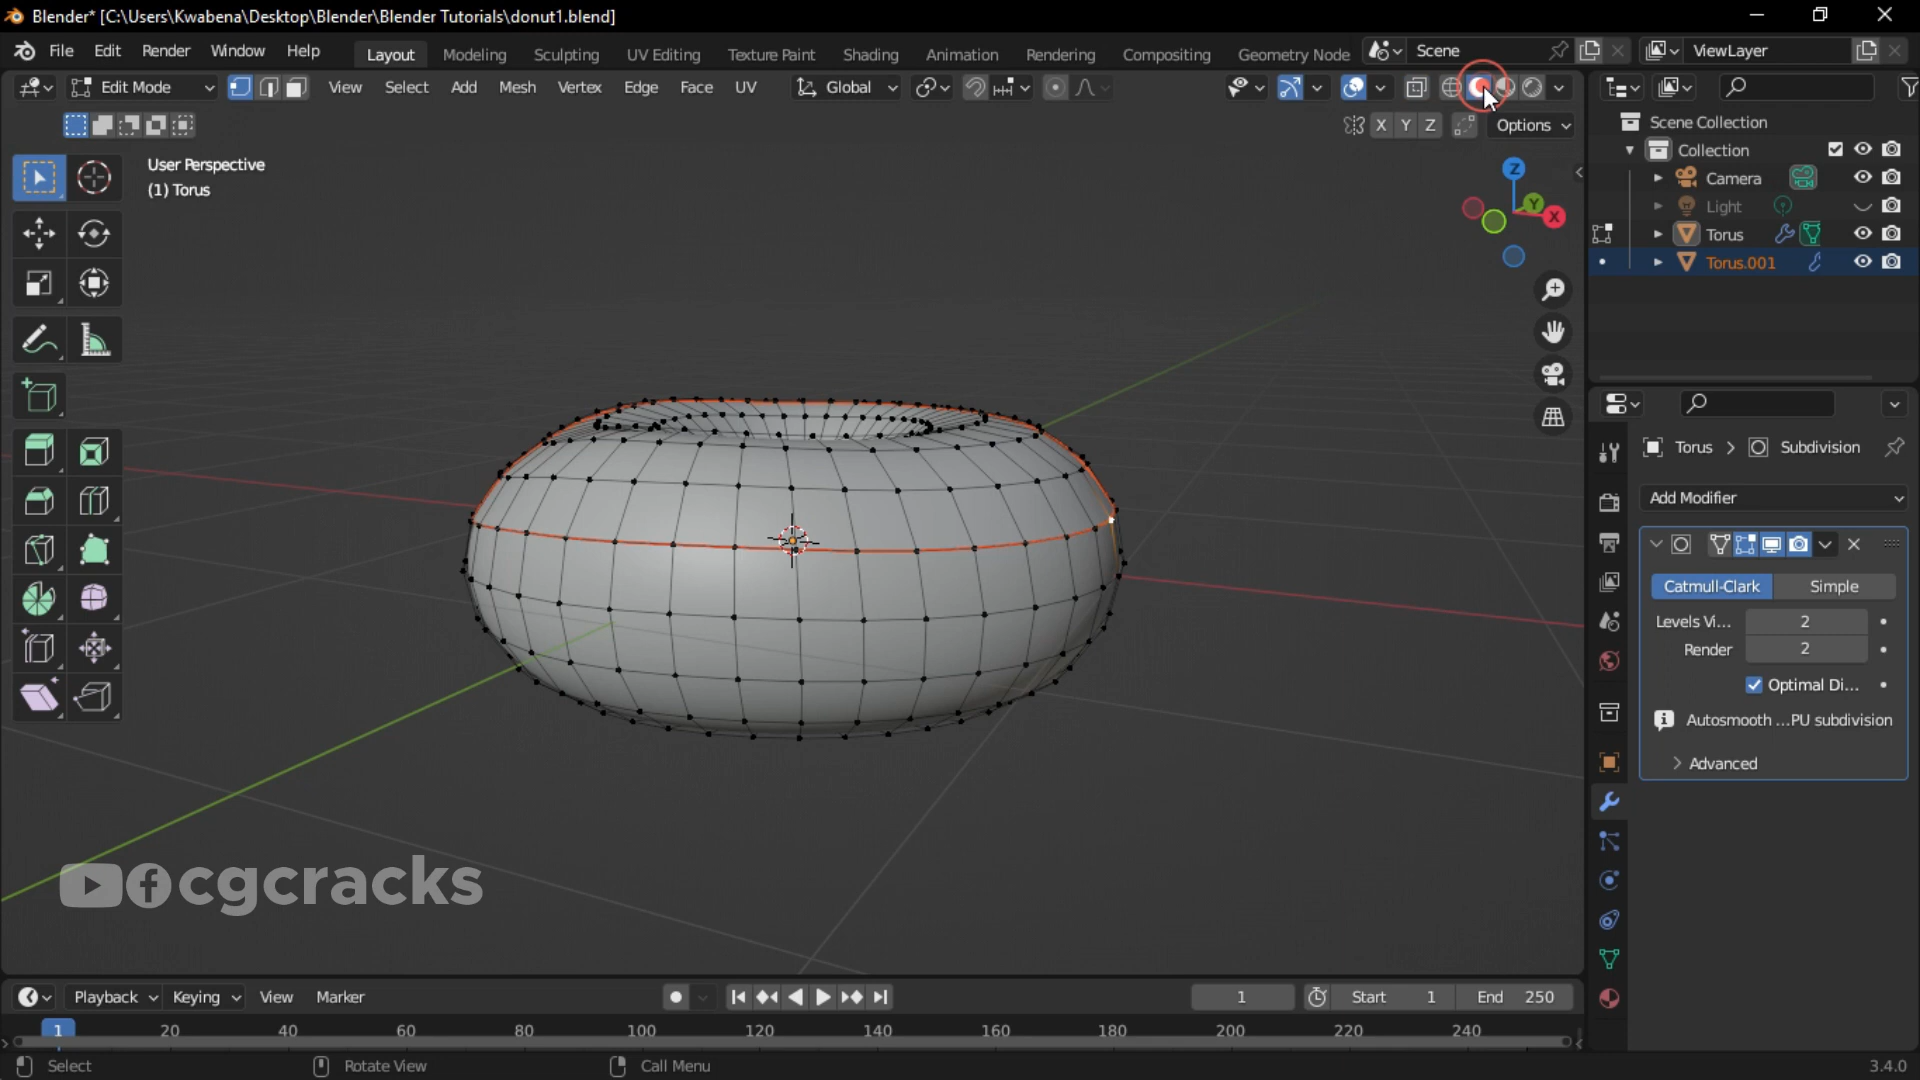 Blender* [C:\Users\Kwabena\Desktop\Blender\Blender Tutorials\donut1.blend]
File Edit Render Window Help Layout Modeling Sculpting UV Editing Texture Paint Shading Animation Rendering Compositing Geometry Node Scene ViewLayer
Edit Mode View Select Add Mesh Vertex Edge Face UV Global
X Y Z Options
User Perspective
(1) Torus
Z
Y
X
Scene Collection
Collection
Camera
Light
Torus
Torus.001
Torus > Subdivision
Add Modifier
Catmull-Clark Simple
Levels Vi... 2
Render 2
Optimal Di...
Autosmooth ...PU subdivision
Advanced
cgcracks
Playback Keying View Marker 1 Start 1 End 250
1 20 40 60 80 100 120 140 160 180 200 220 240
Select Rotate View Call Menu 3.4.0